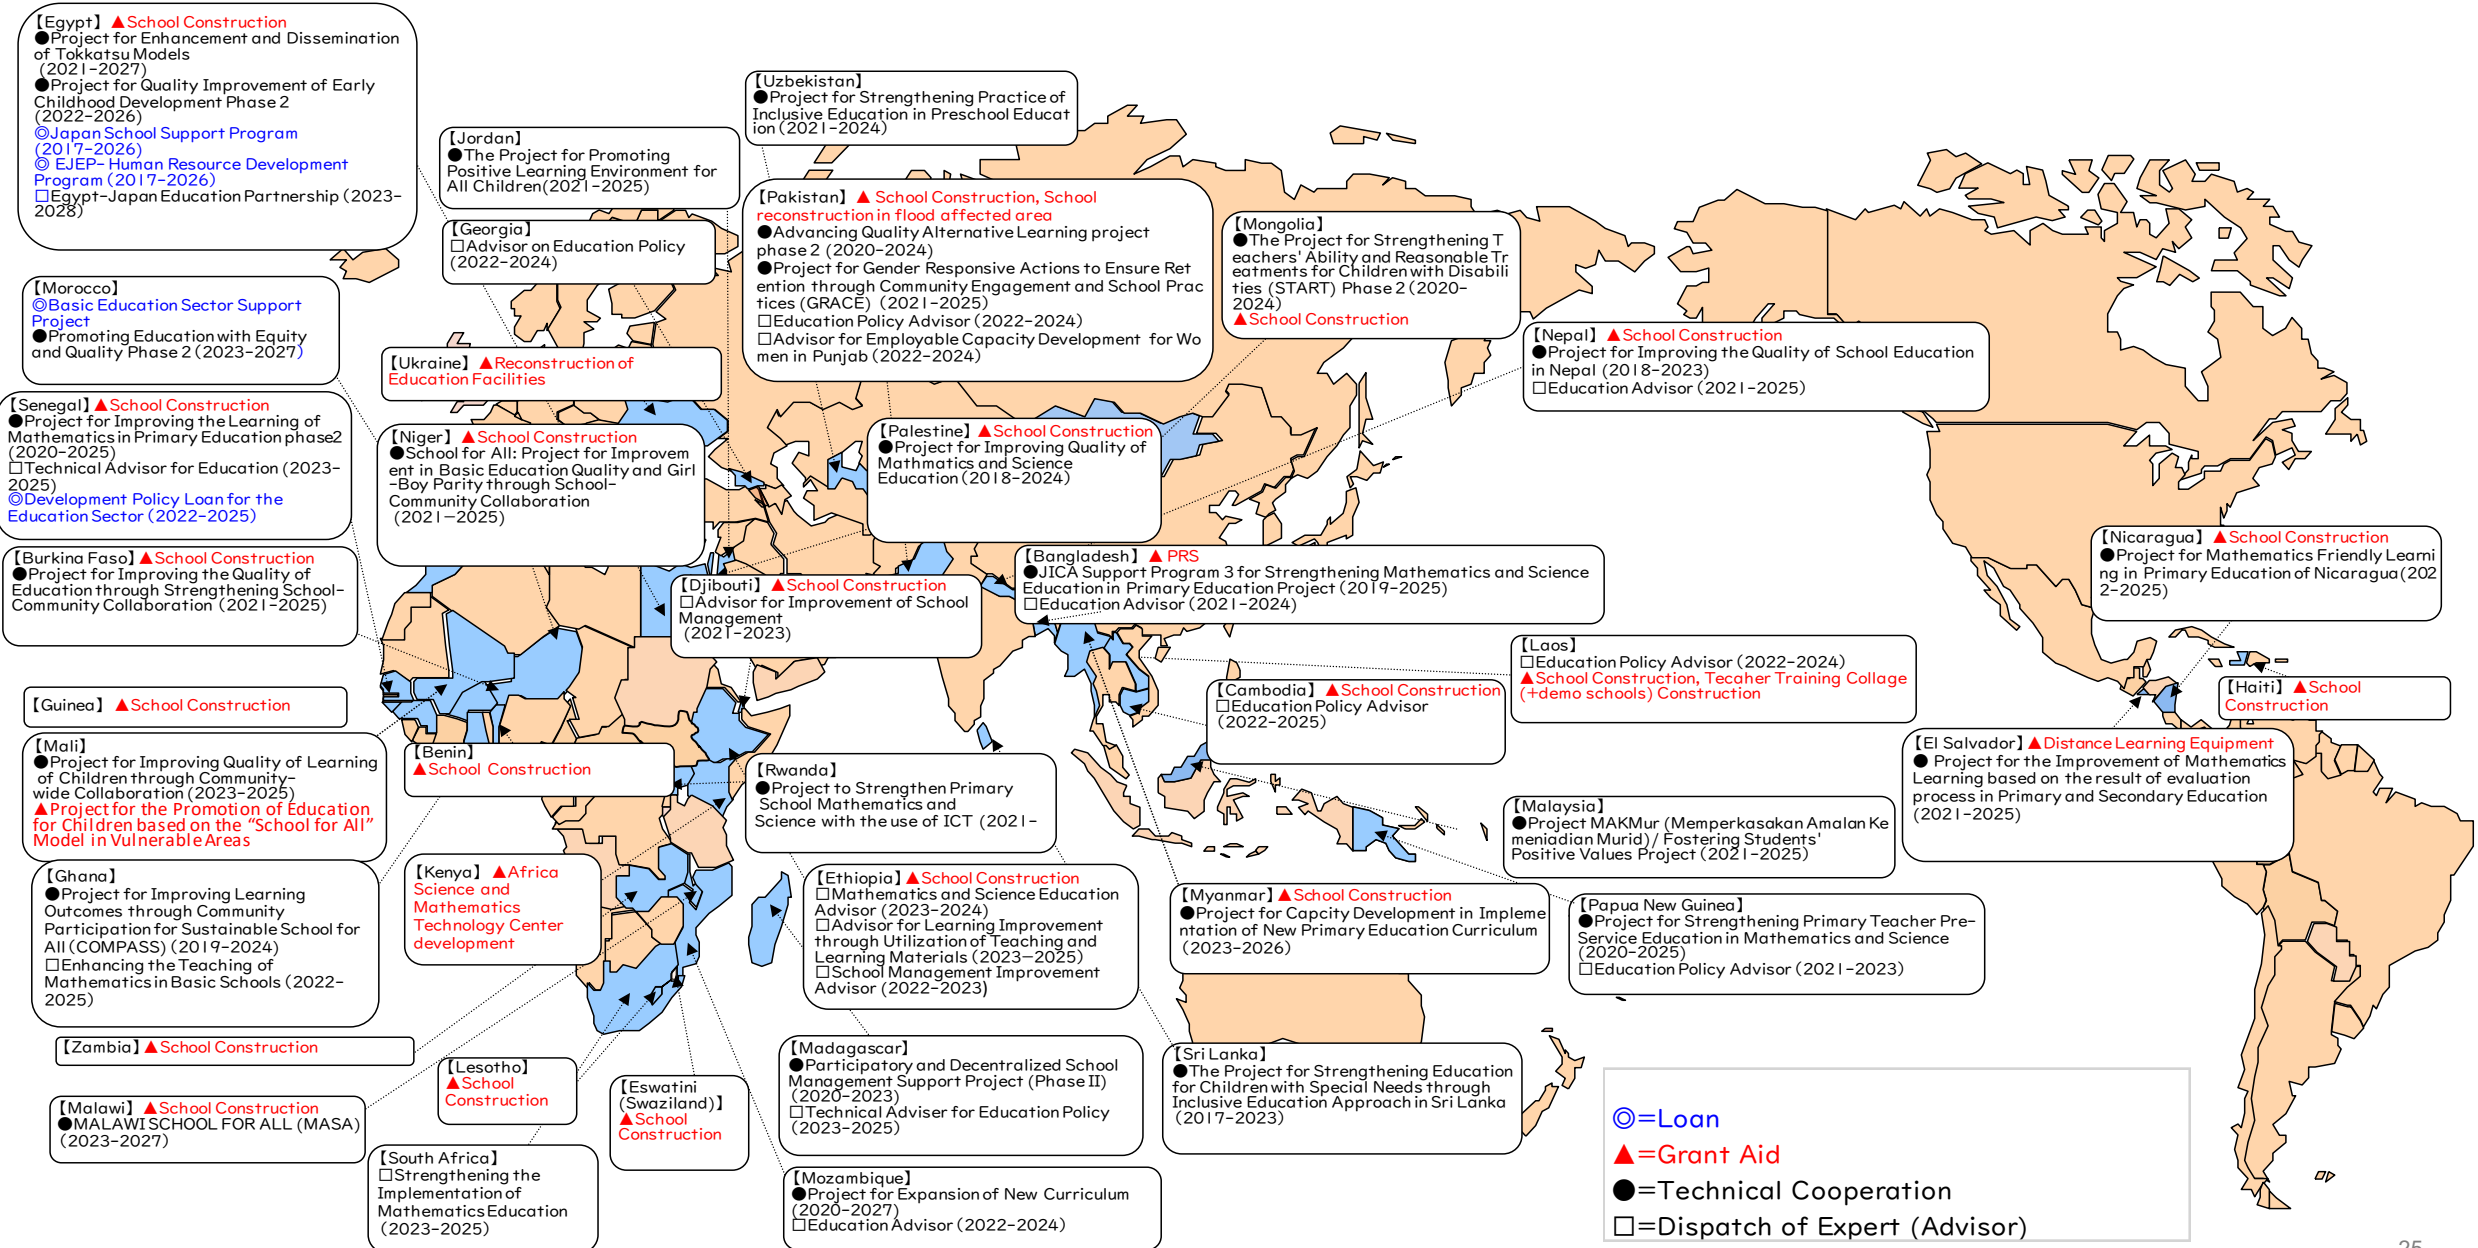 【Egypt】 ▲School Construction
●Project for Enhancement and Dissemination
of Tokkatsu Models
(2021-2027)
●Project for Quality Improvement of Early
Childhood Development Phase 2
(2022-2026)
◎Japan School Support Program
(2017-2026)
◎ EJEP- Human Resource Development
Program (2017-2026)
□Egypt-Japan Education Partnership (2023-
2028)
【Uzbekistan】
●Project for Strengthening Practice of
Inclusive Education in Preschool Educat
ion (2021-2024)
【Jordan】
●The Project for Promoting
Positive Learning Environment for
All Children(2021-2025)
【Georgia】
□Advisor on Education Policy
(2022-2024)
【Pakistan】 ▲ School Construction, School
reconstruction in flood affected area
●Advancing Quality Alternative Learning project
phase 2 (2020-2024)
●Project for Gender Responsive Actions to Ensure Ret
ention through Community Engagement and School Prac
tices (GRACE) (2021-2025)
□Education Policy Advisor (2022-2024)
□Advisor for Employable Capacity Development for Wo
men in Punjab (2022-2024)
【Mongolia】
●The Project for Strengthening T
eachers' Ability and Reasonable Tr
eatments for Children with Disabili
ties (START) Phase 2 (2020-
2024)
▲School Construction
【Nepal】 ▲School Construction
●Project for Improving the Quality of School Education
in Nepal (2018-2023)
□Education Advisor (2021-2025)
【Morocco】
◎Basic Education Sector Support
Project
●Promoting Education with Equity
and Quality Phase 2 (2023-2027)
【Ukraine】 ▲Reconstruction of
Education Facilities
【Senegal】▲School Construction
●Project for Improving the Learning of
Mathematics in Primary Education phase2
(2020-2025)
□Technical Advisor for Education (2023-
2025)
◎Development Policy Loan for the
Education Sector (2022-2025)
【Niger】 ▲School Construction
●School for All: Project for Improvem
ent in Basic Education Quality and Girl
-Boy Parity through School-
Community Collaboration
(2021－2025)
【Palestine】 ▲School Construction
●Project for Improving Quality of
Mathmatics and Science
Education (2018-2024)
【Burkina Faso】▲School Construction
●Project for Improving the Quality of
Education through Strengthening School-
Community Collaboration (2021-2025)
【Djibouti】 ▲School Construction
□Advisor for Improvement of School
Management
(2021-2023)
【Bangladesh】 ▲ PRS
●JICA Support Program 3 for Strengthening Mathematics and Science
Education in Primary Education Project (2019-2025)
□Education Advisor (2021-2024)
【Nicaragua】 ▲School Construction
●Project for Mathematics Friendly Learni
ng in Primary Education of Nicaragua(202
2-2025)
【Laos】
□Education Policy Advisor (2022-2024)
▲School Construction, Tecaher Training Collage
(+demo schools) Construction
【Cambodia】 ▲School Construction
□Education Policy Advisor
(2022-2025)
【Haiti】 ▲School
Construction
【Guinea】 ▲School Construction
【Mali】
●Project for Improving Quality of Learning
of Children through Community-
wide Collaboration (2023-2025)
▲Project for the Promotion of Education
for Children based on the “School for All”
Model in Vulnerable Areas
【Benin】
▲School Construction
【Rwanda】
●Project to Strengthen Primary
School Mathematics and
Science with the use of ICT (2021-
【El Salvador】▲Distance Learning Equipment
● Project for the Improvement of Mathematics
Learning based on the result of evaluation
process in Primary and Secondary Education
(2021-2025)
【Malaysia】
●Project MAKMur (Memperkasakan Amalan Ke
meniadian Murid)/ Fostering Students'
Positive Values Project (2021-2025)
【Ghana】
●Project for Improving Learning
Outcomes through Community
Participation for Sustainable School for
All (COMPASS) (2019-2024)
□Enhancing the Teaching of
Mathematics in Basic Schools (2022-
2025)
【Kenya】 ▲Africa
Science and
Mathematics
Technology Center
development
【Ethiopia】▲School Construction
□Mathematics and Science Education
Advisor (2023-2024)
□Advisor for Learning Improvement
through Utilization of Teaching and
Learning Materials (2023－2025)
□School Management Improvement
Advisor (2022-2023)
【Myanmar】▲School Construction
●Project for Capcity Development in Impleme
ntation of New Primary Education Curriculum
(2023-2026)
【Papua New Guinea】
●Project for Strengthening Primary Teacher Pre-
Service Education in Mathematics and Science
(2020-2025)
□Education Policy Advisor (2021-2023)
【Zambia】▲School Construction
【Lesotho】
▲School
Construction
【Eswatini
(Swaziland)】
▲School
Construction
【Madagascar】
●Participatory and Decentralized School
Management Support Project (Phase II)
(2020-2023)
□Technical Adviser for Education Policy
(2023-2025)
【Sri Lanka】
●The Project for Strengthening Education
for Children with Special Needs through
Inclusive Education Approach in Sri Lanka
(2017-2023)
【Malawi】 ▲School Construction
●MALAWI SCHOOL FOR ALL (MASA)
(2023-2027)
【South Africa】
□Strengthening the
Implementation of
Mathematics Education
(2023-2025)
【Mozambique】
●Project for Expansion of New Curriculum
(2020-2027)
□Education Advisor (2022-2024)
◎=Loan
▲=Grant Aid
●=Technical Cooperation
□=Dispatch of Expert (Advisor)